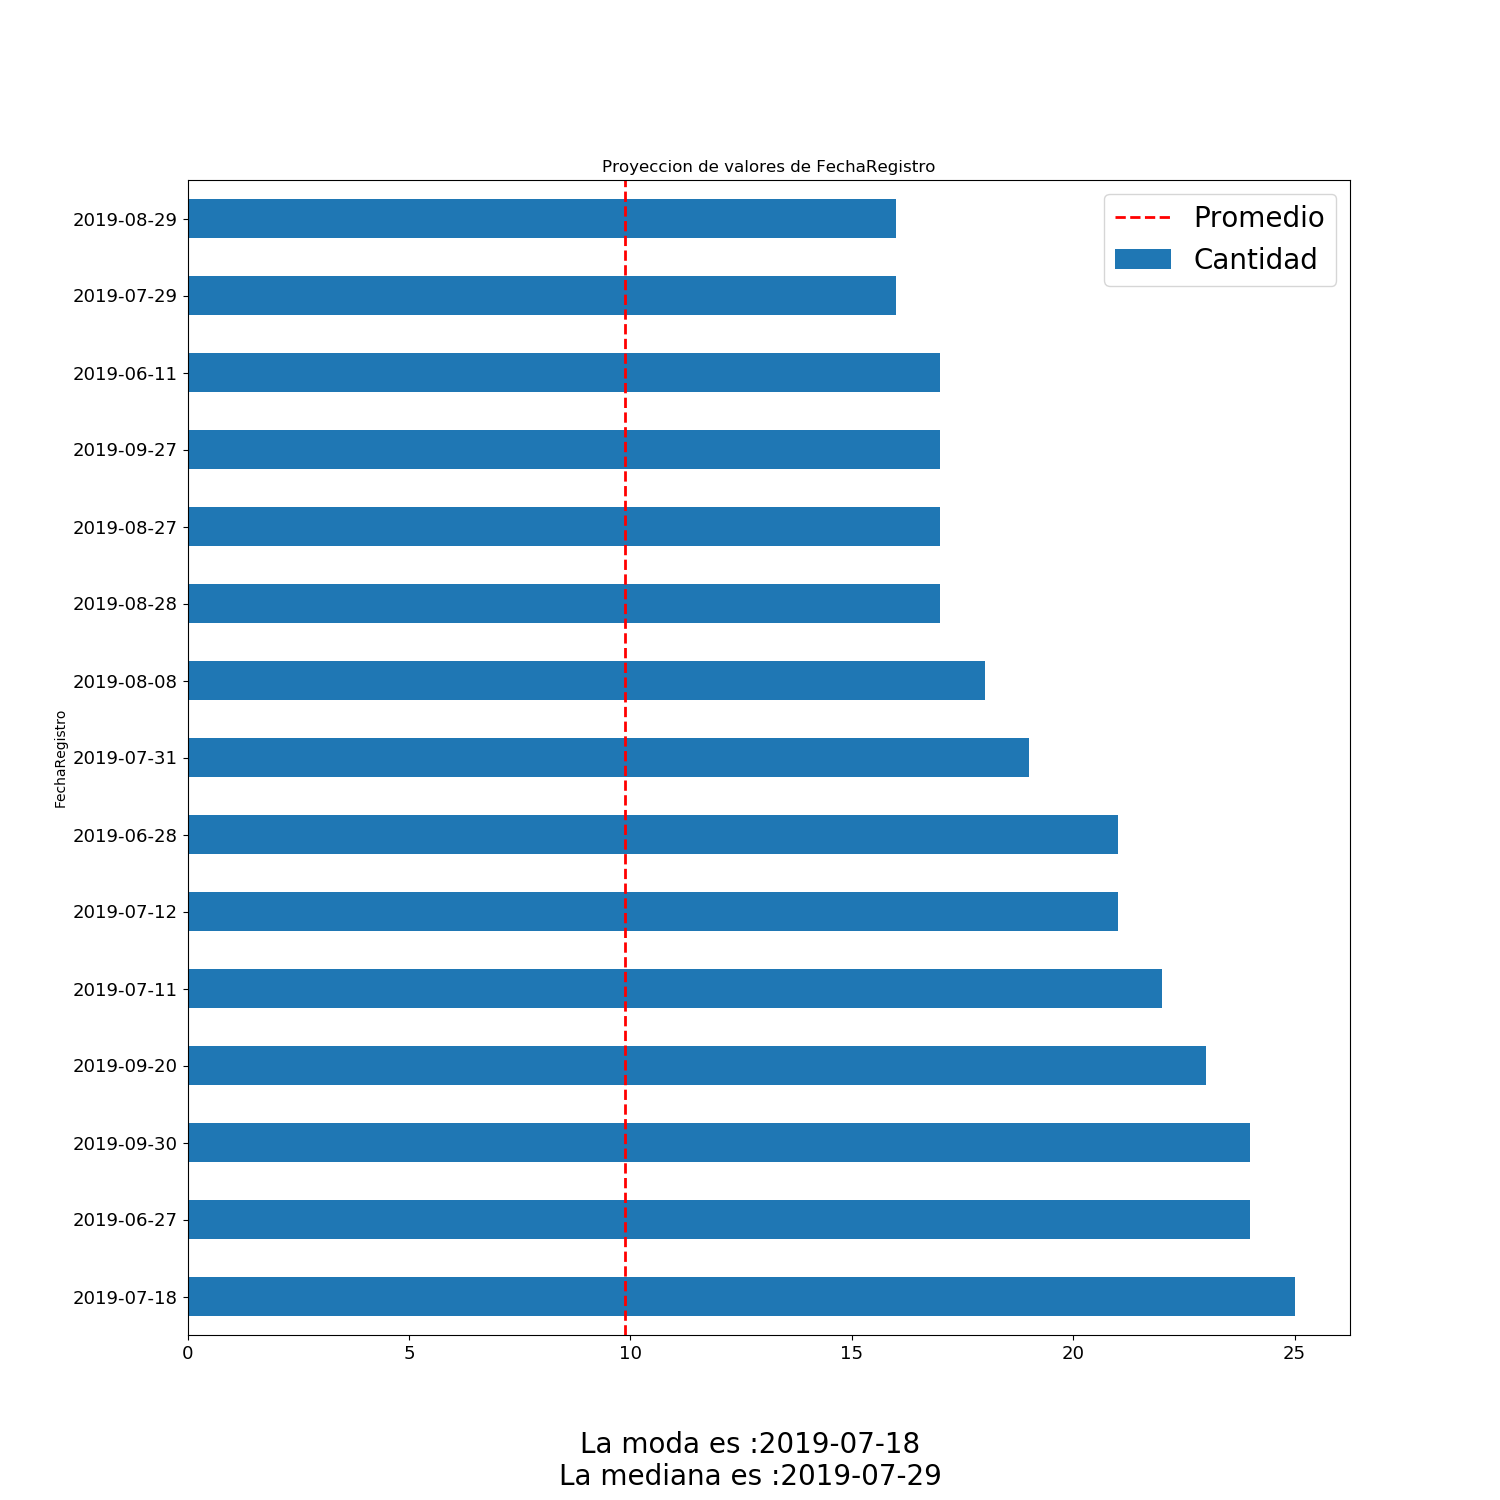 Proyeccion de valores de FechaRegistro
Promedio
Cantidad
FechaRegistro
2019-08-29
2019-07-29
2019-06-11
2019-09-27
2019-08-27
2019-08-28
2019-08-08
2019-07-31
2019-06-28
2019-07-12
2019-07-11
2019-09-20
2019-09-30
2019-06-27
2019-07-18
0 5 10 15 20 25
La moda es :2019-07-18
La mediana es :2019-07-29